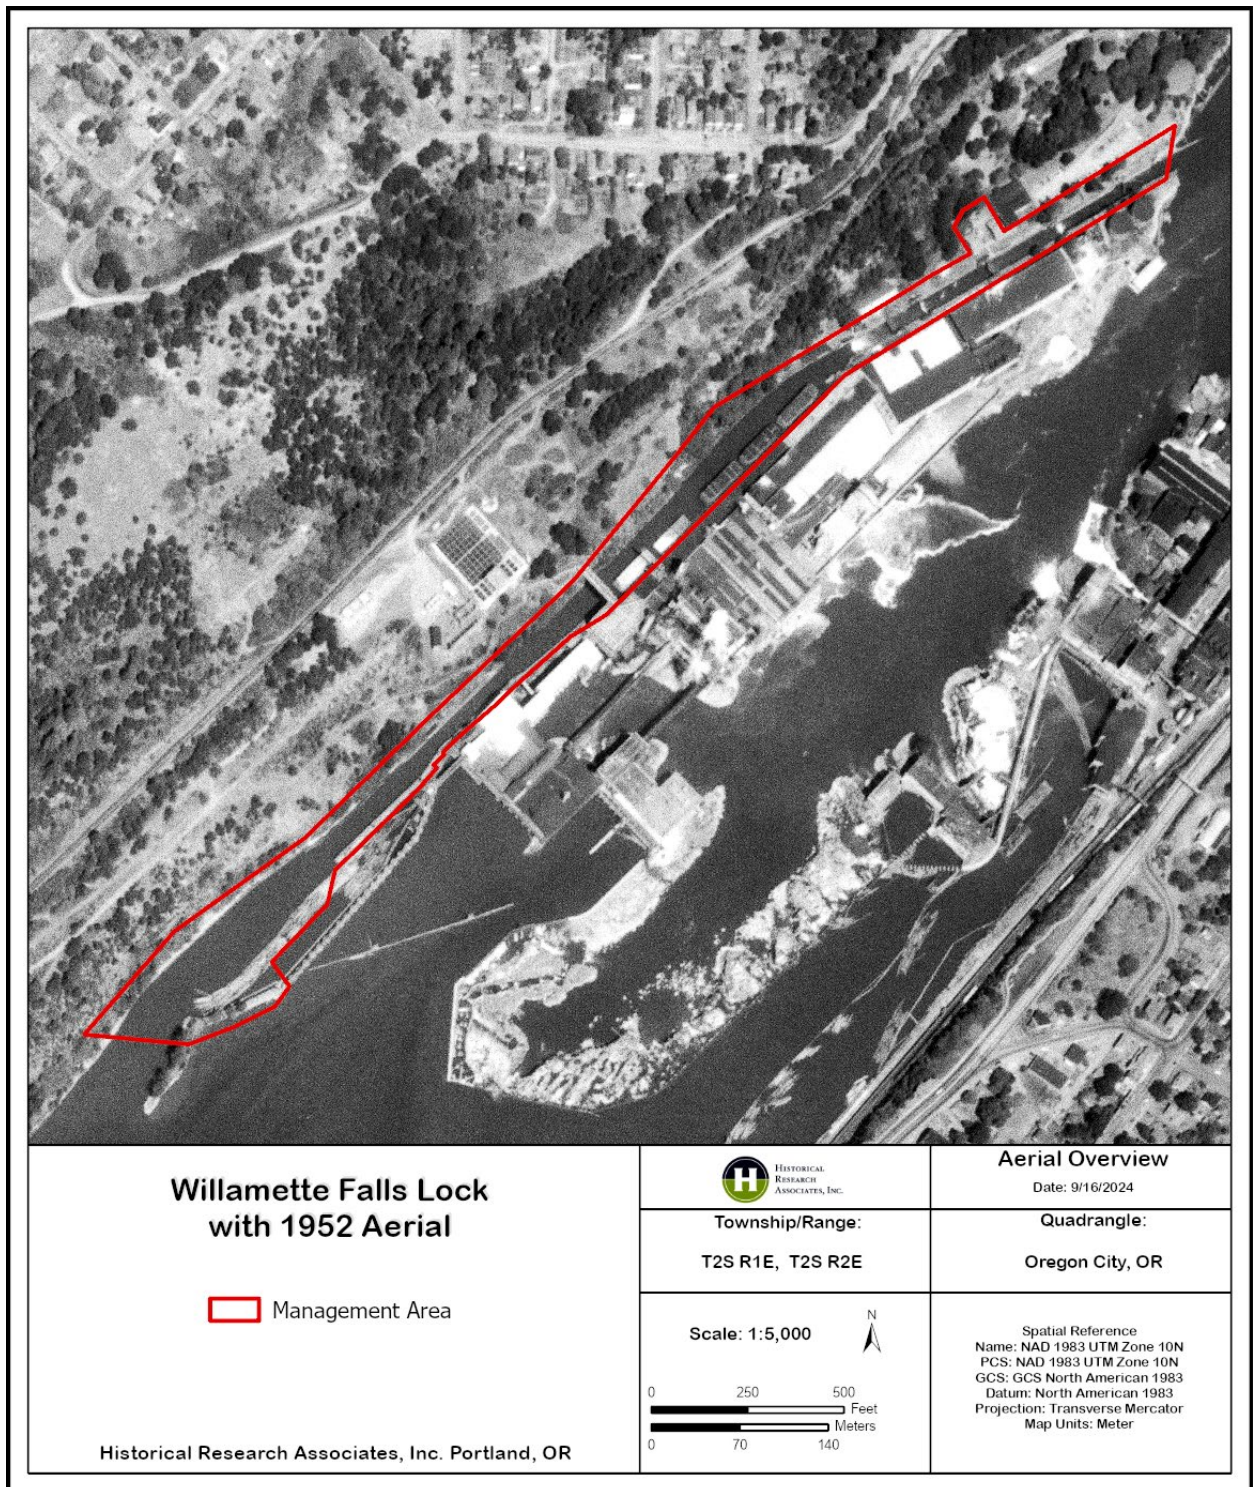 Willamette Falls Lock
with 1952 Aerial
Management Area
Historical Research Associates, Inc. Portland, OR
H
HISTORICAL
RESEARCH
ASSOCIATES, INC.
Township/Range:
T2S R1E, T2S R2E
Scale: 1:5,000
N
0 250 500
Feet
Meters
0 70 140
Aerial Overview
Date: 9/16/2024
Quadrangle:
Oregon City, OR
Spatial Reference
Name: NAD 1983 UTM Zone 10N
PCS: NAD 1983 UTM Zone 10N
GCS: GCS North American 1983
Datum: North American 1983
Projection: Transverse Mercator
Map Units: Meter